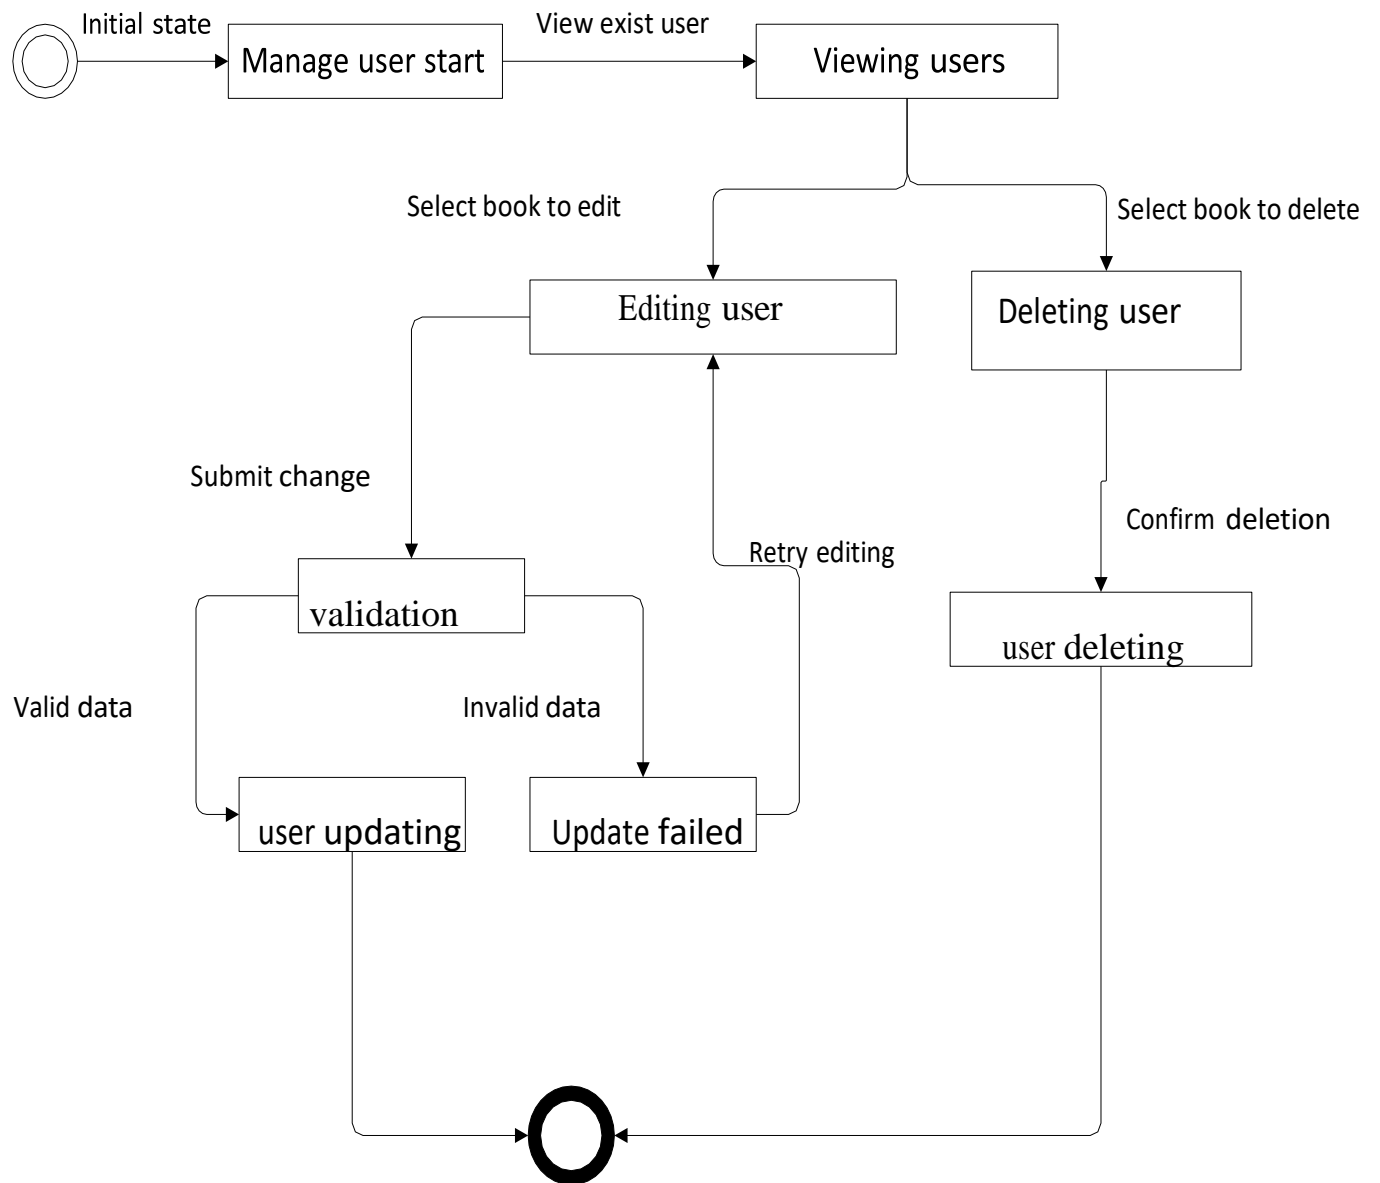 Initial state
View exist user
Manage user start
Viewing users
Select book to edit
Select book to delete
Editing user
Deleting user
Submit change
Confirm deletion
Retry editing
validation
user deleting
Valid data
Invalid data
user updating
Update failed